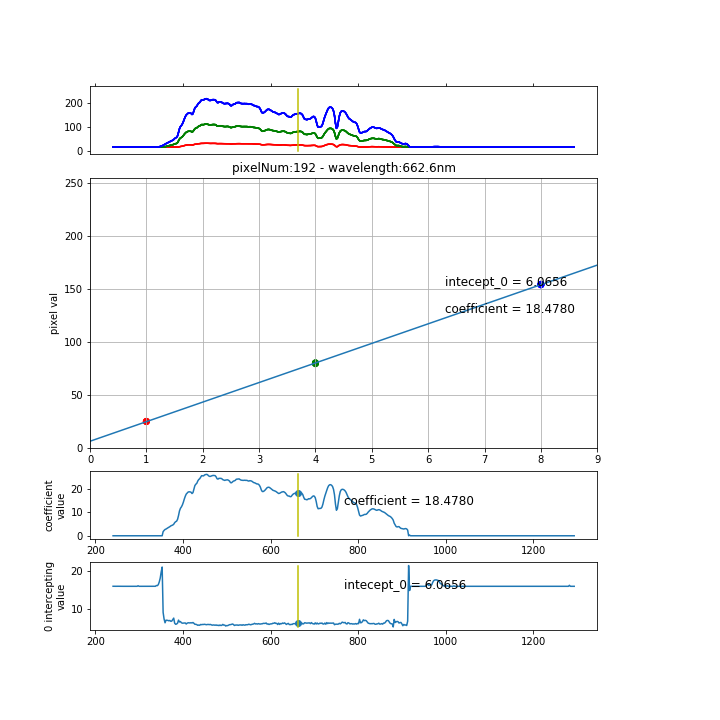 200
100
0
pixelNum:192 - wavelength:662.6nm
250
200
150
100
50
0
pixel val
intecept_0 = 6.0656
coefficient = 18.4780
0 1 2 3 4 5 6 7 8 9
20
10
0
coefficient
value
coefficient = 18.4780
200 400 600 800 1000 1200
20
10
0 intercepting
value
intecept_0 = 6.0656
200 400 600 800 1000 1200